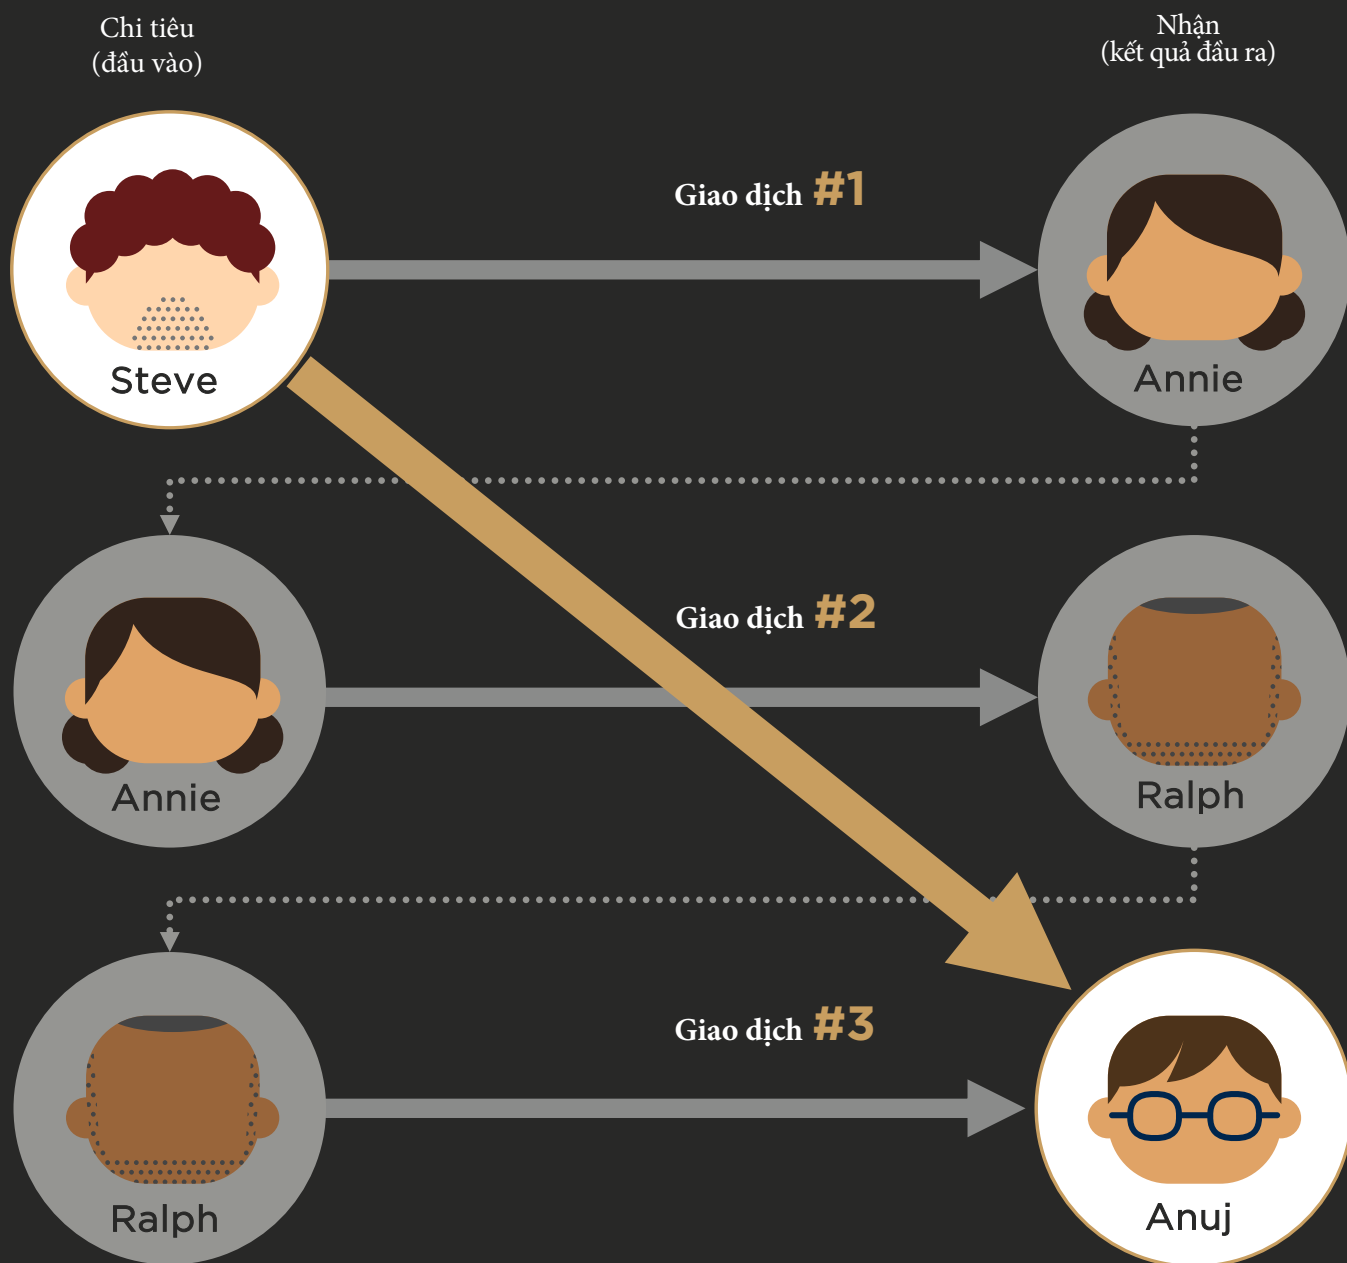 Chi tiêu
(đầu vào)
Nhận
(kết quả đầu ra)
Giao dịch #1
Steve
Annie
Giao dịch #2
Annie
Ralph
Giao dịch #3
Ralph
Anuj